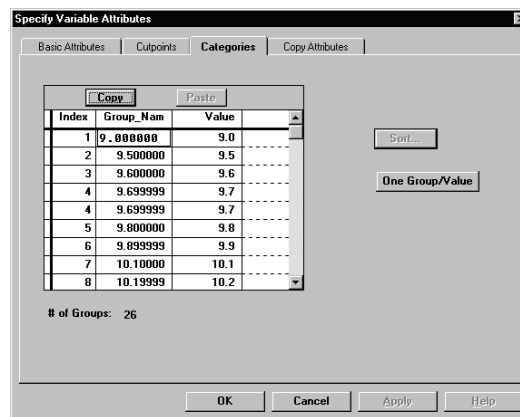 Specify Variable Attributes
Basic Attributes Cutpoints Categories Copy Attributes
Copy Paste
Index Group_Nam Value
1 9.000000 9.0
2 9.500000 9.5
3 9.600000 9.6
4 9.699999 9.7
4 9.699999 9.7
5 9.800000 9.8
6 9.899999 9.9
7 10.10000 10.1
8 10.19999 10.2
Sort...
One Group/Value
# of Groups: 26
OK Cancel Apply Help